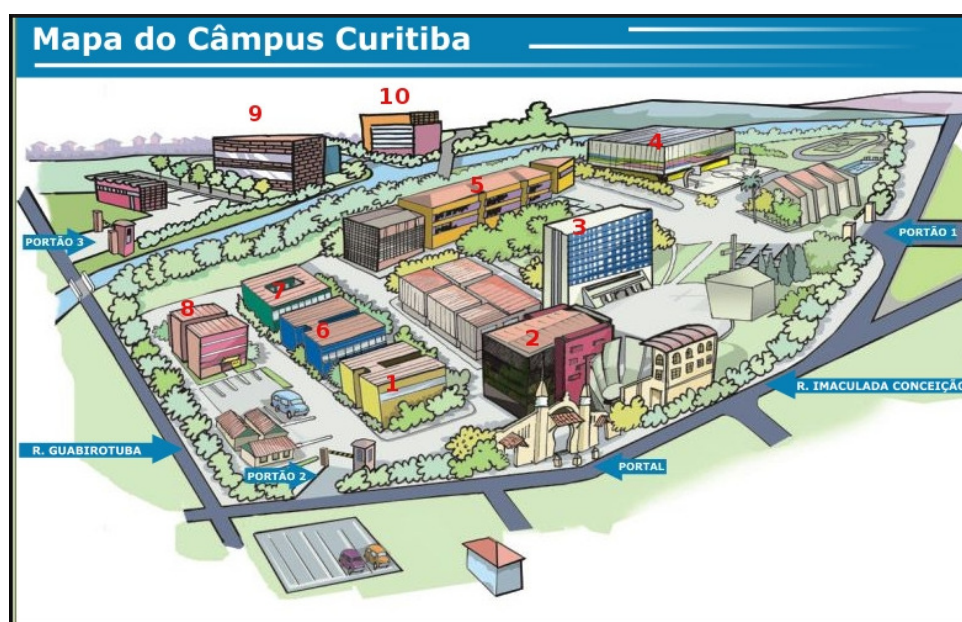 Mapa do Câmpus Curitiba
10
9
4
5
3
PORTÃO 1
PORTÃO 3
7
8
6
2
1
R. IMACULADA CONCEIÇÃO
R. GUABIROTUBA
PORTAL
PORTÃO 2